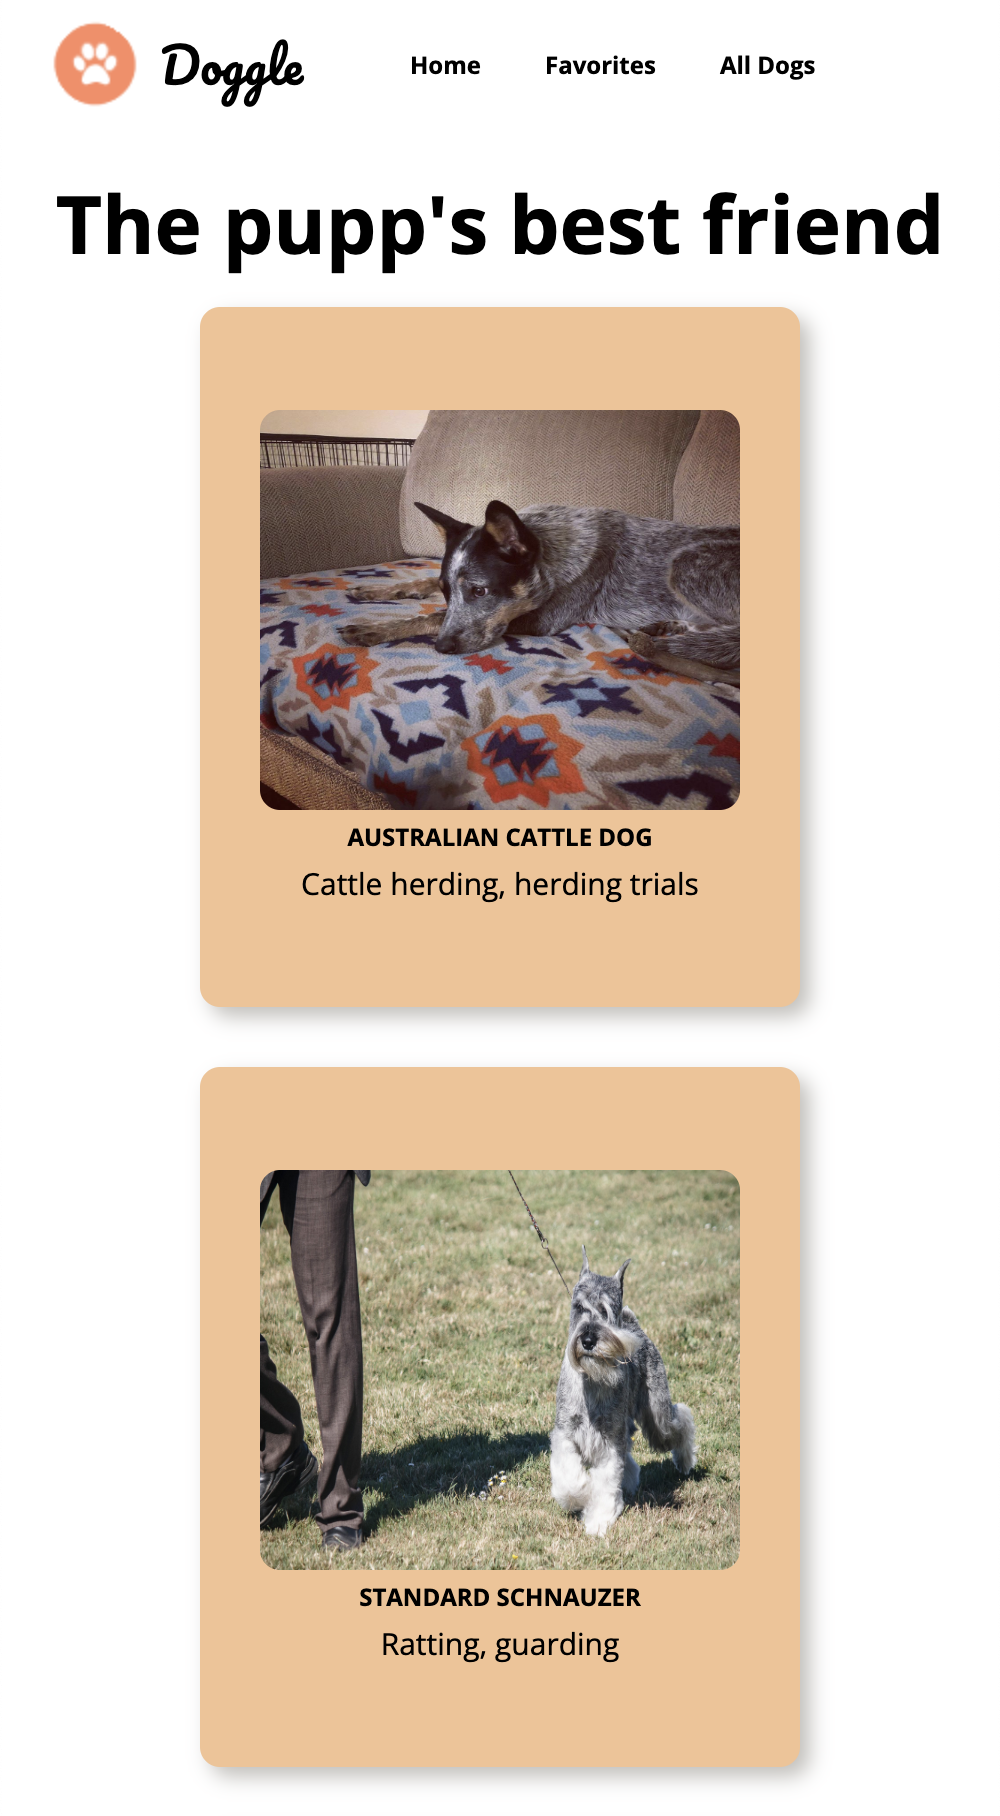 Doggle
Home Favorites All Dogs
The pupp's best friend
AUSTRALIAN CATTLE DOG
Cattle herding, herding trials
STANDARD SCHNAUZER
Ratting, guarding